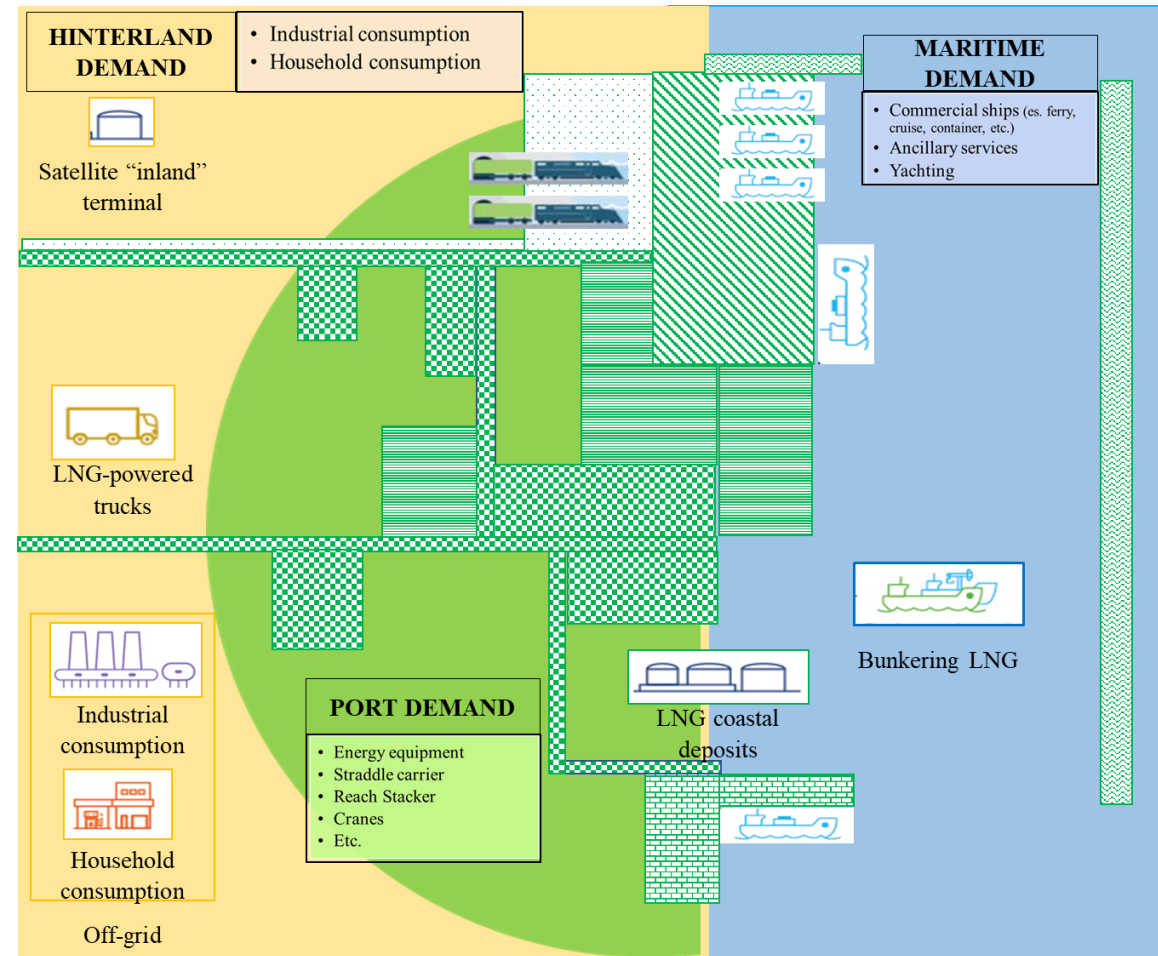 HINTERLAND
DEMAND
• Industrial consumption
• Household consumption
MARITIME
DEMAND
• Commercial ships (es. ferry,
cruise, container, etc.)
• Ancillary services
• Yachting
Satellite “inland”
terminal
LNG-powered
trucks
Industrial
consumption
Household
consumption
Off-grid
PORT DEMAND
• Energy equipment
• Straddle carrier
• Reach Stacker
• Cranes
• Etc.
LNG coastal
deposits
Bunkering LNG